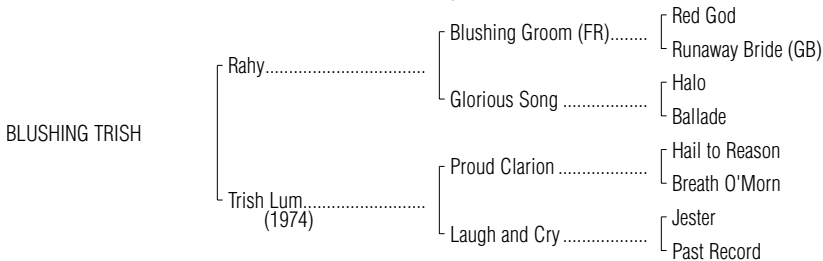 Red God
Blushing Groom (FR)........
Runaway Bride (GB)
Rahy................................
Halo
Glorious Song ..................
Ballade
BLUSHING TRISH
Hail to Reason
Proud Clarion ...................
Breath O'Morn
Trish Lum........................
(1974)
Jester
Laugh and Cry ..................
Past Record